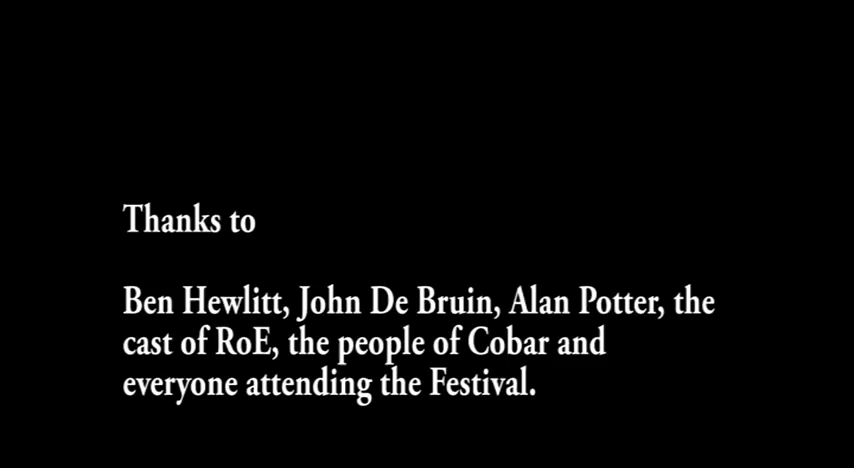 Thanks to
Ben Hewlitt, John De Bruin, Alan Potter, the
cast of RoE, the people of Cobar and
everyone attending the Festival.